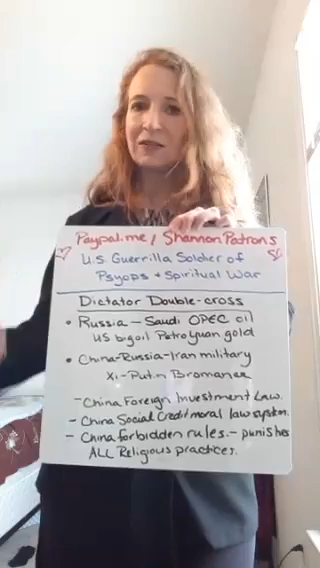 Paypal.me/ShannonPatrons
U.S Guerrilla Soldier of
Psyops + Spiritual War
Dictator Double-cross
• Russia - Saudi OPEC oil
US big oil PetroYuan gold
• China-Russia-Iran military
Xi-Putin Bromance
- China Foreign Investment Law.
- China Social Credit moral law system.
- China forbidden rules - punishes
ALL Religious practices.